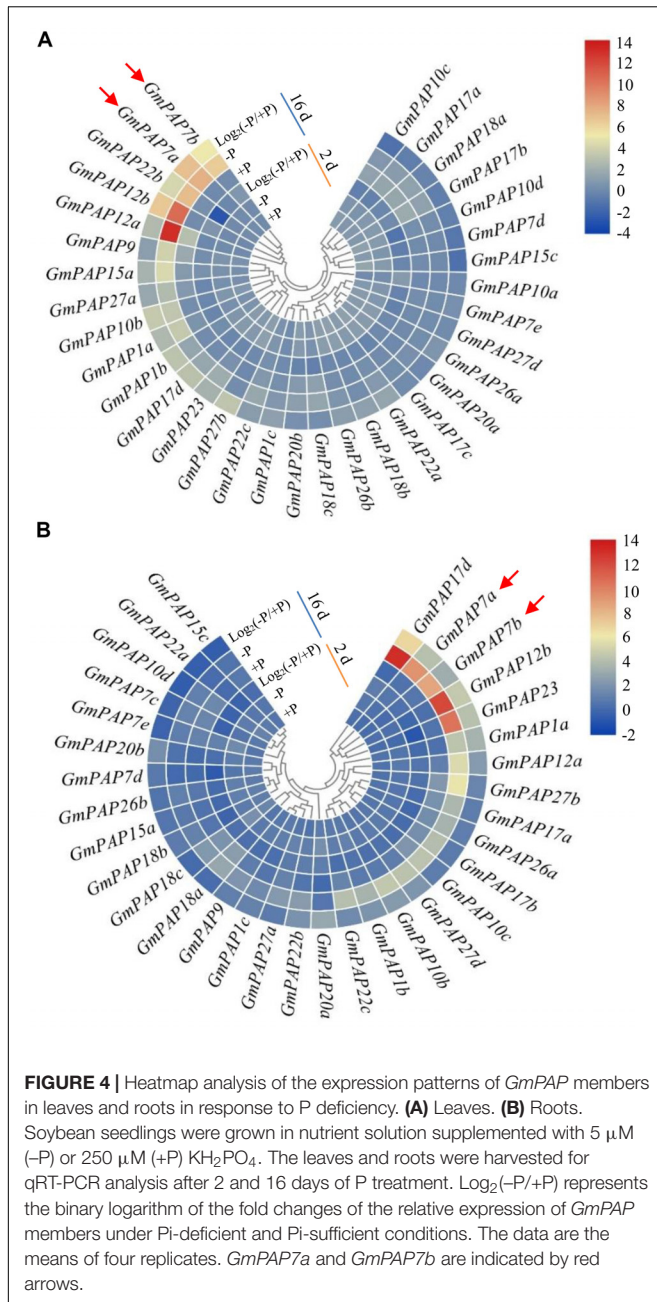 A
GmPAP7b
GmPAP7a
GmPAP22b
GmPAP12b
GmPAP12a
GmPAP9
GmPAP15a
GmPAP27a
GmPAP10b
GmPAP1a
GmPAP1b
GmPAP17d
GmPAP23
GmPAP27b
GmPAP22c
GmPAP1c
GmPAP20b
GmPAP18c
GmPAP26b
GmPAP18b
GmPAP22a
GmPAP17c
GmPAP20a
GmPAP26a
GmPAP27d
GmPAP7e
GmPAP10a
GmPAP15c
GmPAP7d
GmPAP10d
GmPAP17b
GmPAP18a
GmPAP17a
GmPAP10c
Log2(-P/+P)
-P
+P
Log2(-P/+P)
-P
+P
16 d
2 d
14
12
10
8
6
4
2
0
-2
-4
B
GmPAP15c
GmPAP22a
GmPAP10d
GmPAP7c
GmPAP7e
GmPAP20b
GmPAP7d
GmPAP26b
GmPAP15a
GmPAP18b
GmPAP18c
GmPAP18a
GmPAP9
GmPAP1c
GmPAP27a
GmPAP22b
GmPAP20a
GmPAP22c
GmPAP1b
GmPAP10b
GmPAP27d
GmPAP10c
GmPAP17b
GmPAP26a
GmPAP17a
GmPAP27b
GmPAP12a
GmPAP1a
GmPAP23
GmPAP12b
GmPAP7b
GmPAP7a
GmPAP17d
Log2(-P/+P)
-P
+P
Log2(-P/+P)
-P
+P
16 d
2 d
14
12
10
8
6
4
2
0
-2
FIGURE 4 | Heatmap analysis of the expression patterns of GmPAP members
in leaves and roots in response to P deficiency. (A) Leaves. (B) Roots.
Soybean seedlings were grown in nutrient solution supplemented with 5 μM
(–P) or 250 μM (+P) KH2PO4. The leaves and roots were harvested for
qRT-PCR analysis after 2 and 16 days of P treatment. Log2(–P/+P) represents
the binary logarithm of the fold changes of the relative expression of GmPAP
members under Pi-deficient and Pi-sufficient conditions. The data are the
means of four replicates. GmPAP7a and GmPAP7b are indicated by red
arrows.